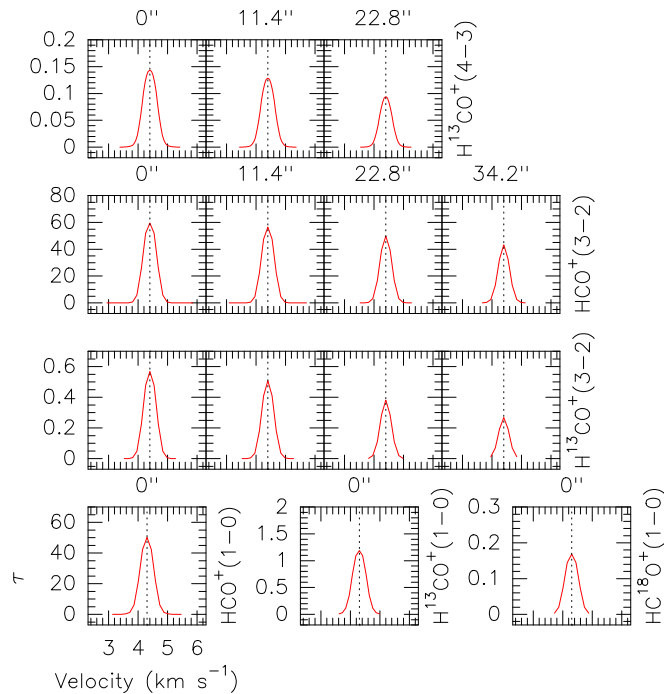 0" 11.4" 22.8"
0.2
0.15
0.1
0.05
0
H¹³CO⁺(4−3)
0" 11.4" 22.8" 34.2"
80
60
40
20
0
HCO⁺(3−2)
0.6
0.4
0.2
0
H¹³CO⁺(3−2)
0" 0" 0"
60
40
20
0
τ
HCO⁺(1−0)
2
1.5
1
0.5
0
H¹³CO⁺(1−0)
0.3
0.2
0.1
0
HC¹⁸O⁺(1−0)
3 4 5 6
Velocity (km s⁻¹)